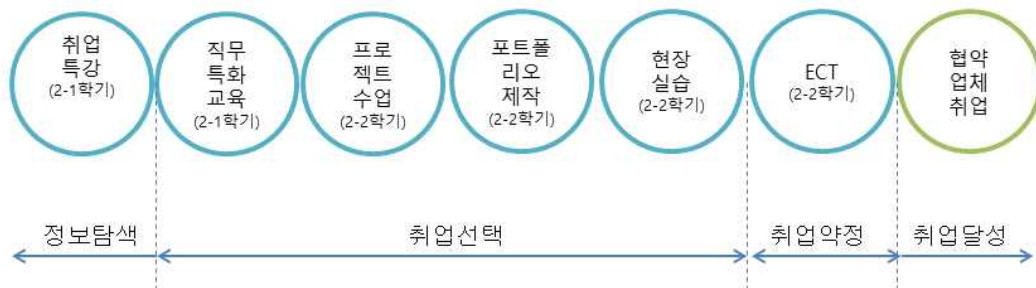 취업
특강
(2-1학기)
직무
특화
교육
(2-1학기)
프로
젝트
수업
(2-2학기)
포트폴
리오
제작
(2-2학기)
현장
실습
(2-2학기)
ECT
(2-2학기)
협약
업체
취업
정보탐색
취업선택
취업약정
취업달성